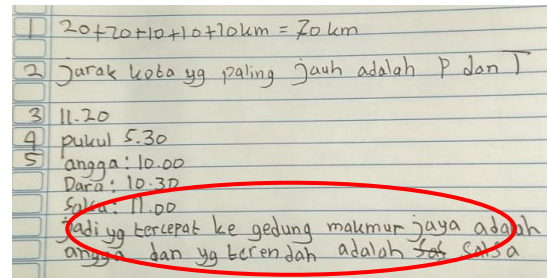 1 20+20+10+10+10km = 70 km
2 Jarak kota yg paling jauh adalah P dan T
3 11.20
4 pukul 5.30
5 angga : 10.00
Dara : 10.30
Salsa : 11.00
jadi yg tercepat ke gedung makmur jaya adalah
angga dan yg terendah adalah Sas Salsa